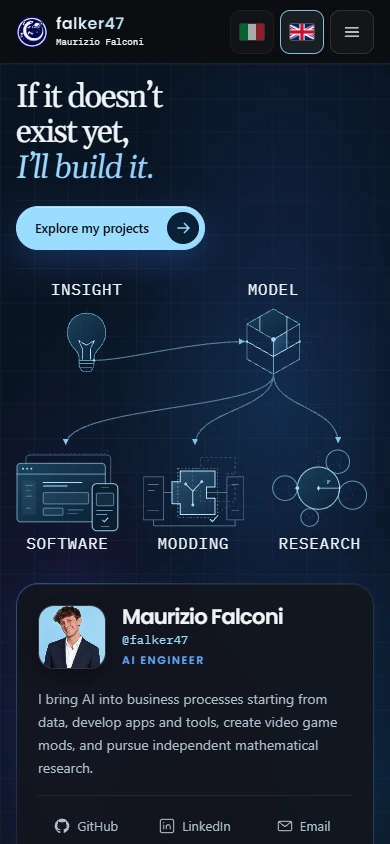 falker47
Maurizio Falconi
If it doesn’t
exist yet,
I’ll build it.
Explore my projects
INSIGHT
MODEL
SOFTWARE
MODDING
RESEARCH
r
Maurizio Falconi
@falker47
AI ENGINEER
I bring AI into business processes starting from
data, develop apps and tools, create video game
mods, and pursue independent mathematical
research.
GitHub
LinkedIn
Email